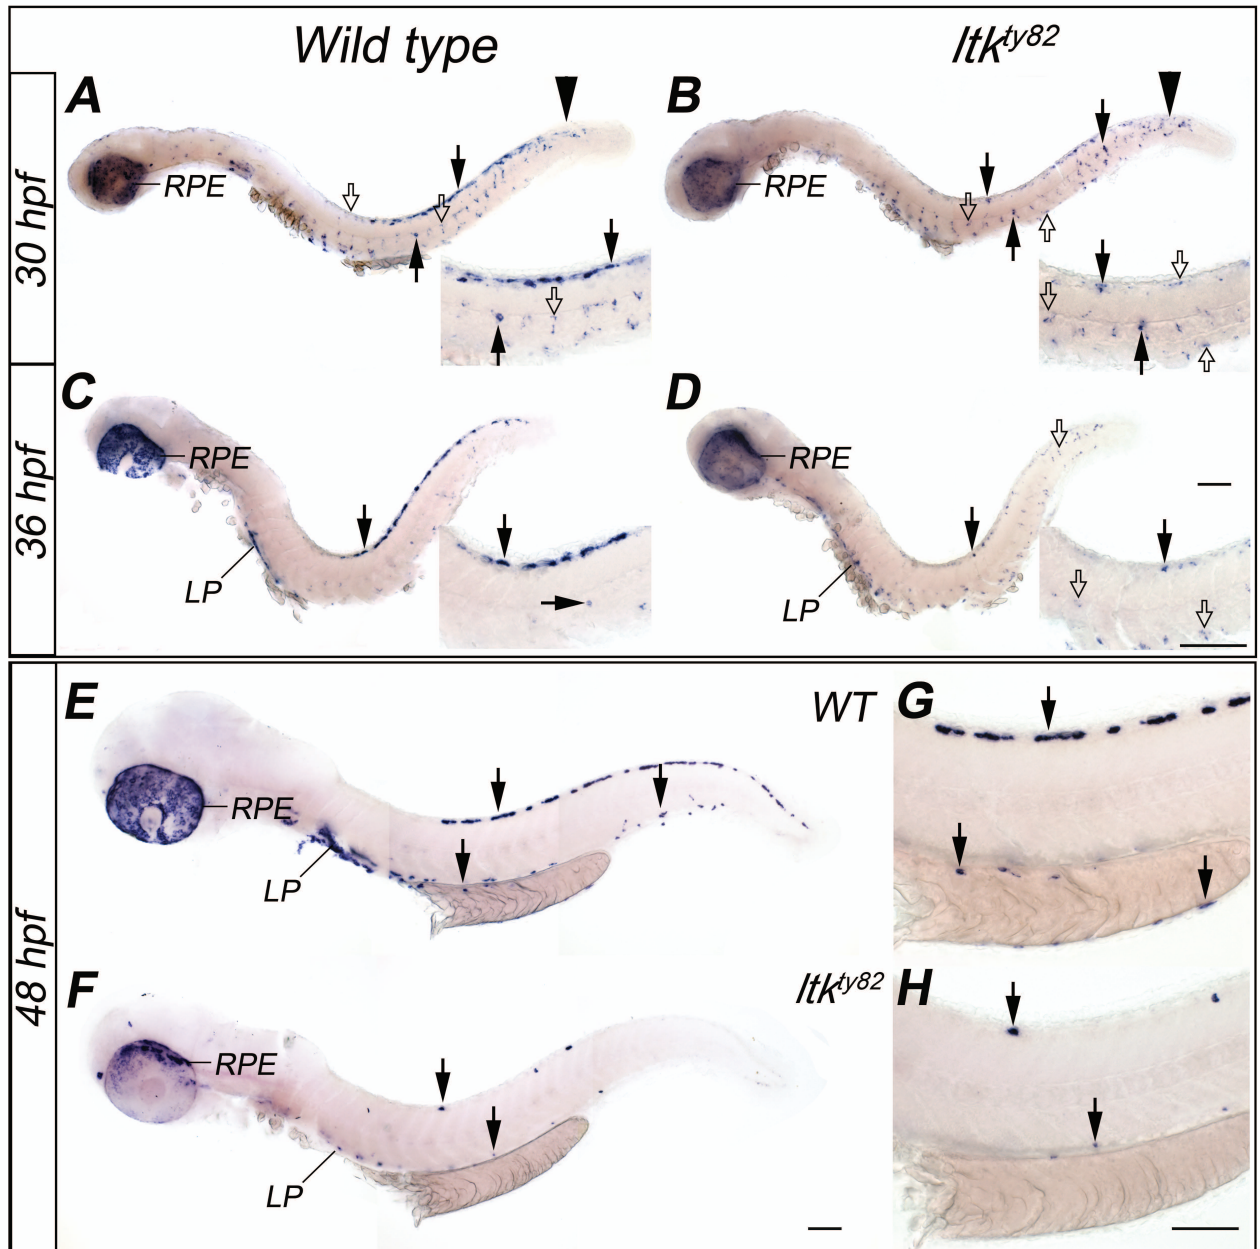 Wild type
ltkty82
30 hpf
A
RPE
B
RPE
36 hpf
C
RPE
LP
D
RPE
LP
48 hpf
E
WT
RPE
LP
G
F
ltkty82
RPE
LP
H